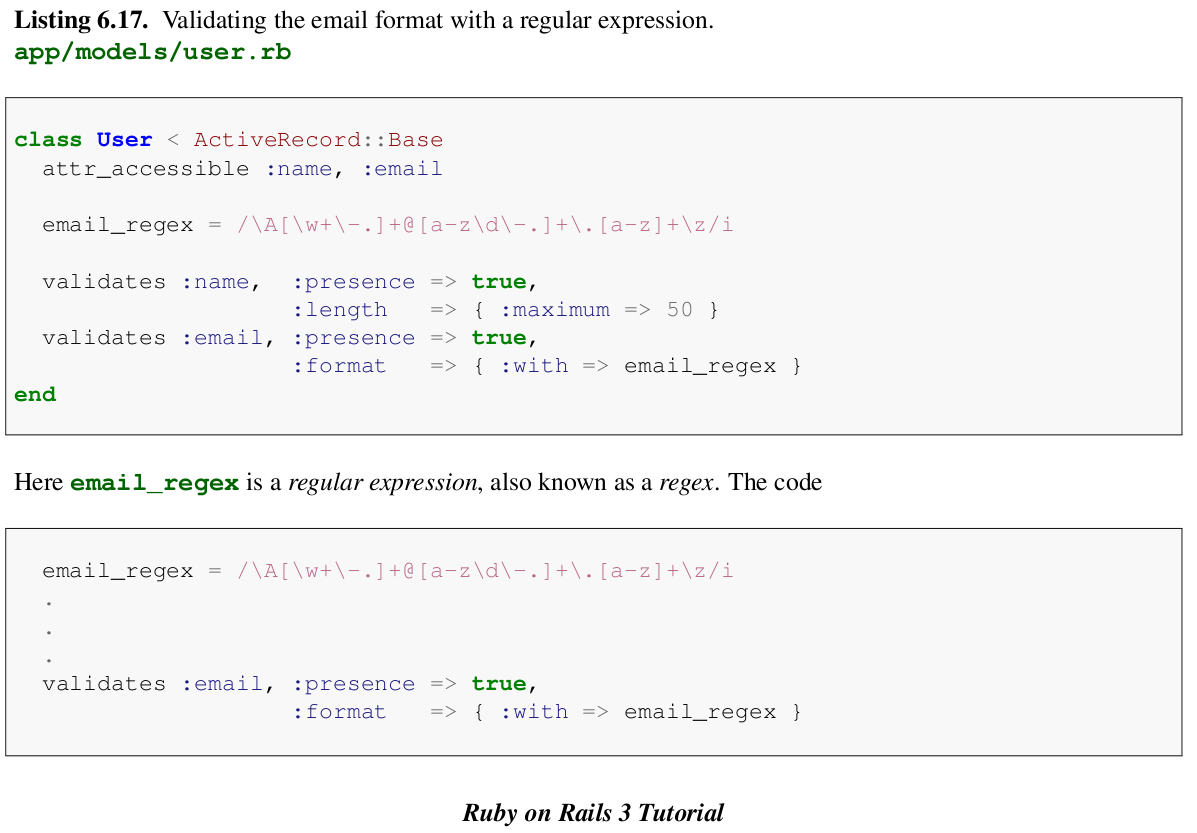 Listing 6.17. Validating the email format with a regular expression.
app/models/user.rb
class User < ActiveRecord::Base
  attr_accessible :name, :email
  email_regex = /\A[\w+\-.]+@[a-z\d\-.]+\.[a-z]+\z/i
  validates :name,  :presence => true,
                    :length   => { :maximum => 50 }
  validates :email, :presence => true,
                    :format   => { :with => email_regex }
end
Here email_regex is a regular expression, also known as a regex. The code
  email_regex = /\A[\w+\-.]+@[a-z\d\-.]+\.[a-z]+\z/i
  .
  .
  .
  validates :email, :presence => true,
                    :format   => { :with => email_regex }
Ruby on Rails 3 Tutorial